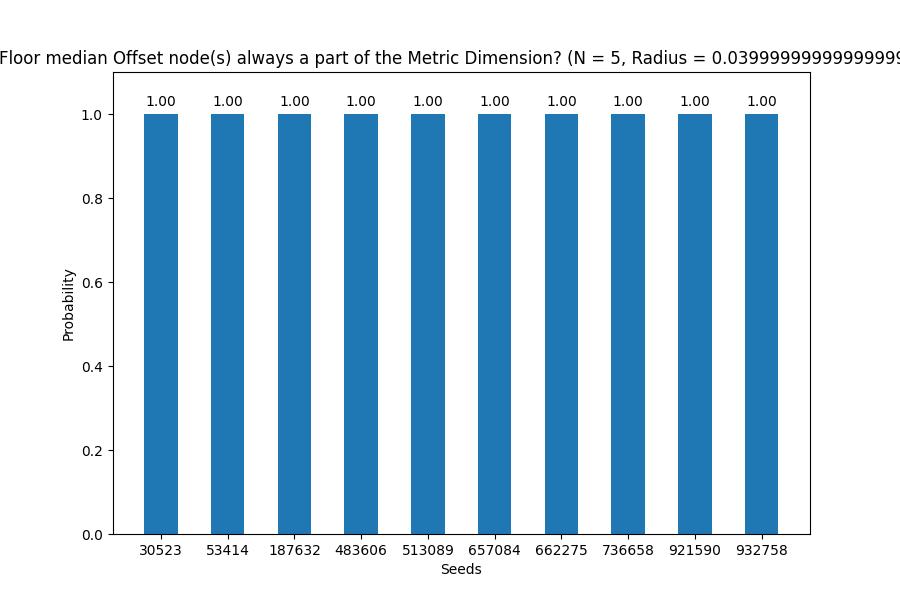 Floor median Offset node(s) always a part of the Metric Dimension? (N = 5, Radius = 0.03999999999999999
1.00 1.00 1.00 1.00 1.00 1.00 1.00 1.00 1.00 1.00
1.0
0.8
0.6
0.4
0.2
0.0
Probability
30523 53414 187632 483606 513089 657084 662275 736658 921590 932758
Seeds